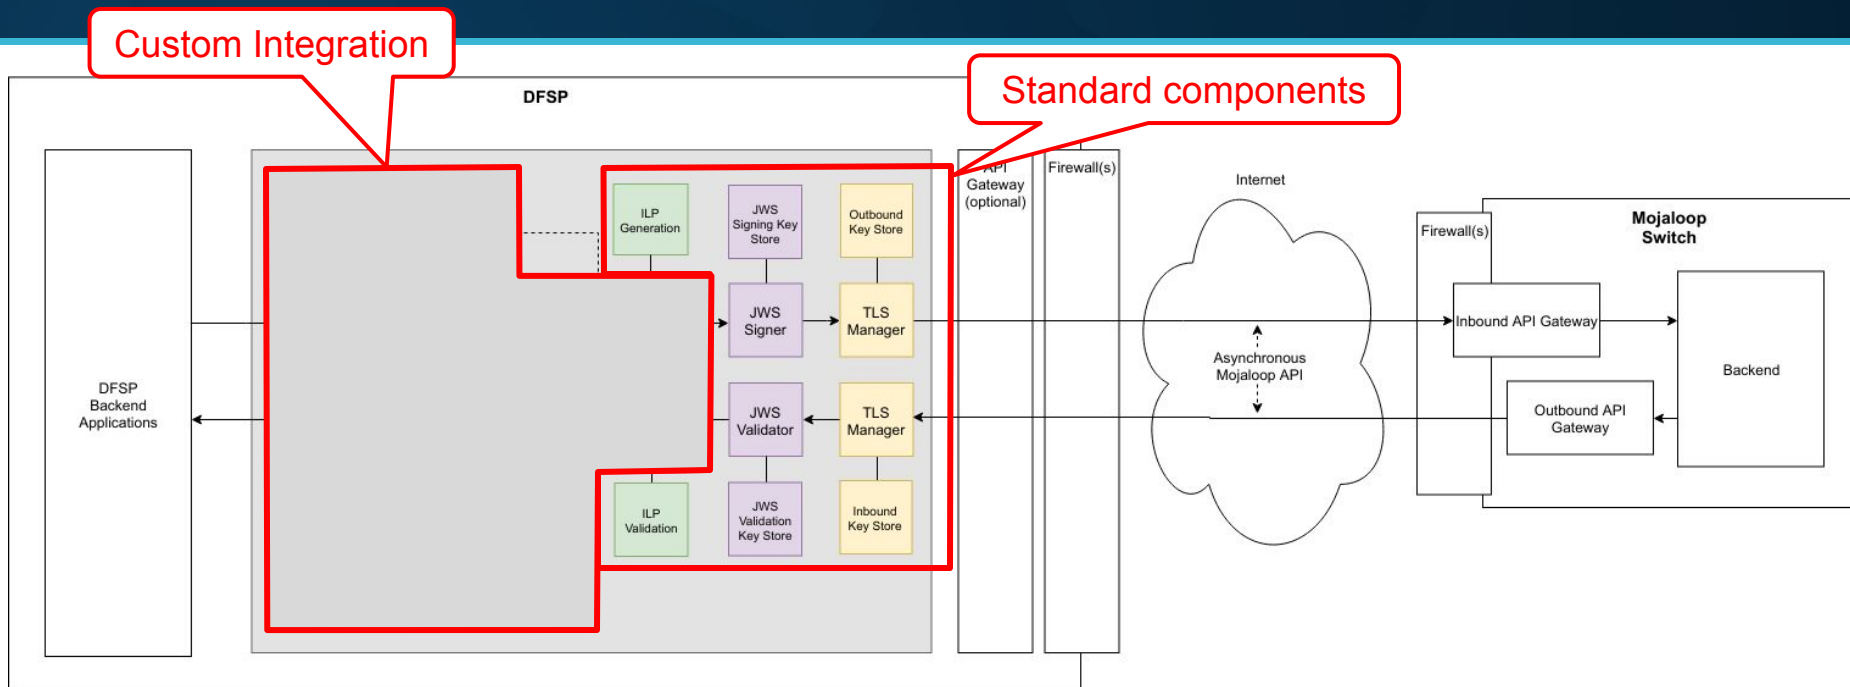 Custom Integration
Standard components
DFSP
DFSP
Backend
Applications
ILP
Generation
JWS
Signing Key
Store
Outbound
Key Store
JWS
Signer
TLS
Manager
JWS
Validator
TLS
Manager
ILP
Validation
JWS
Validation
Key Store
Inbound
Key Store
API
Gateway
(optional)
Firewall(s)
Internet
Asynchronous
Mojaloop API
Firewall(s)
Mojaloop
Switch
Inbound API Gateway
Outbound API
Gateway
Backend